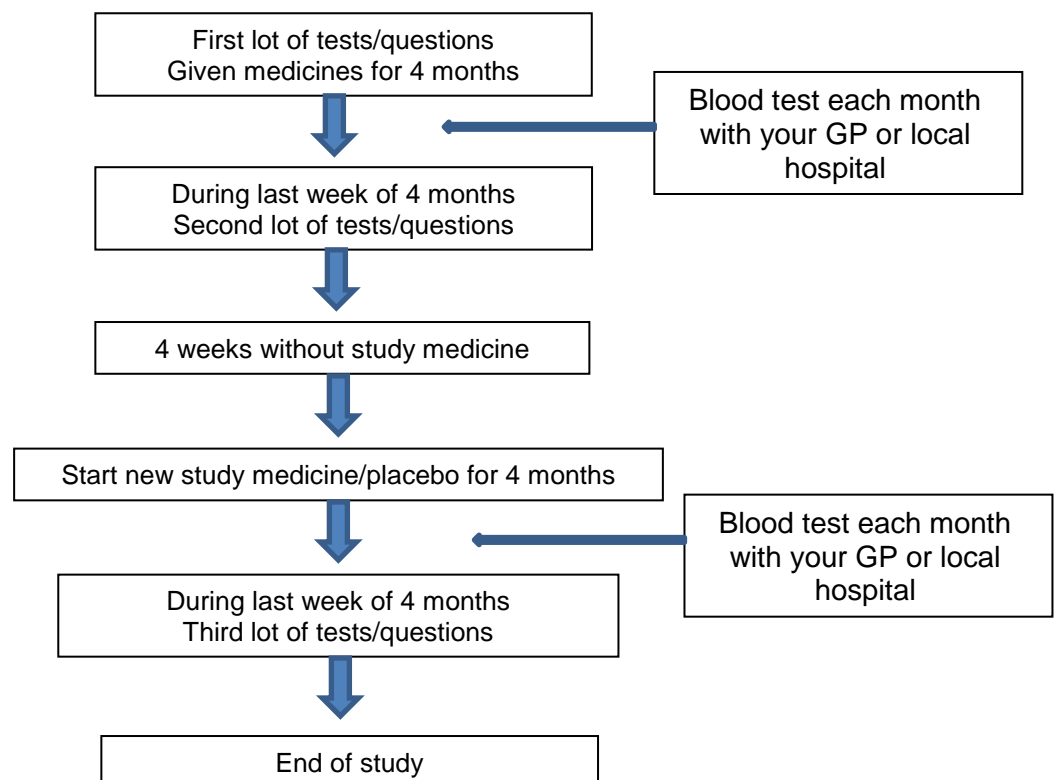 First lot of tests/questions
Given medicines for 4 months
Blood test each month
with your GP or local
hospital
During last week of 4 months
Second lot of tests/questions
4 weeks without study medicine
Start new study medicine/placebo for 4 months
Blood test each month
with your GP or local
hospital
During last week of 4 months
Third lot of tests/questions
End of study